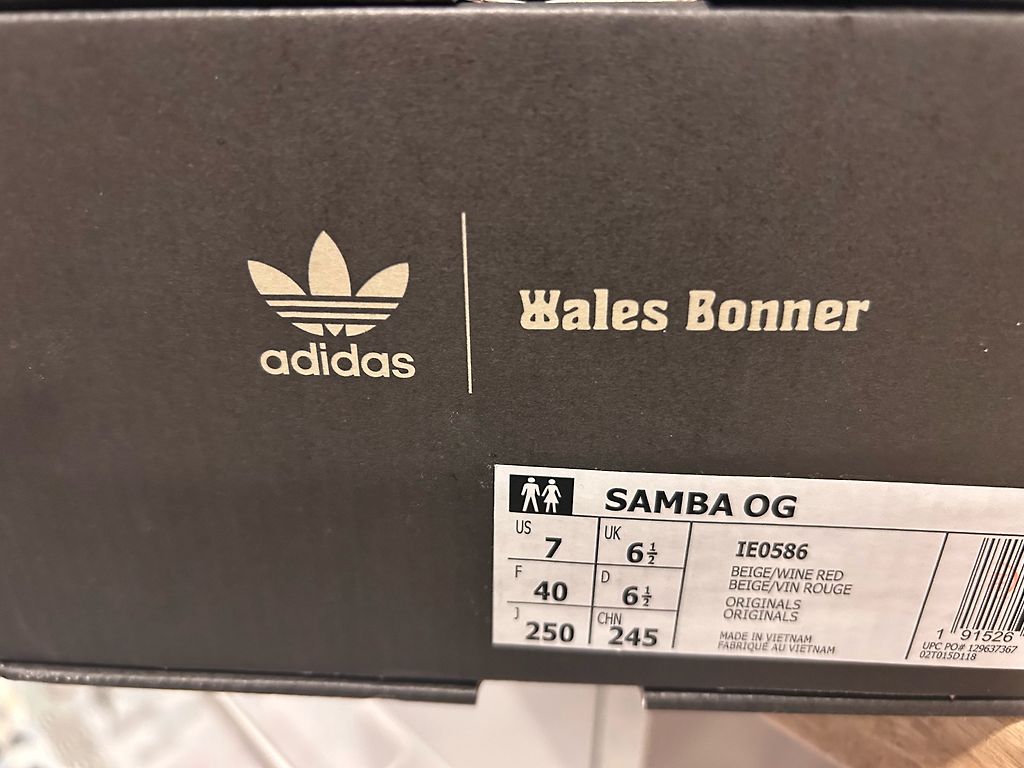 adidas
Wales Bonner
SAMBA OG
US 7 UK 6½
F 40 D 6½
J 250 CHN 245
IE0586
BEIGE/WINE RED
BEIGE/VIN ROUGE
ORIGINALS
ORIGINALS
MADE IN VIETNAM
FABRIQUÉ AU VIETNAM
1 91526
UPC PO# 129637367
02T015D118